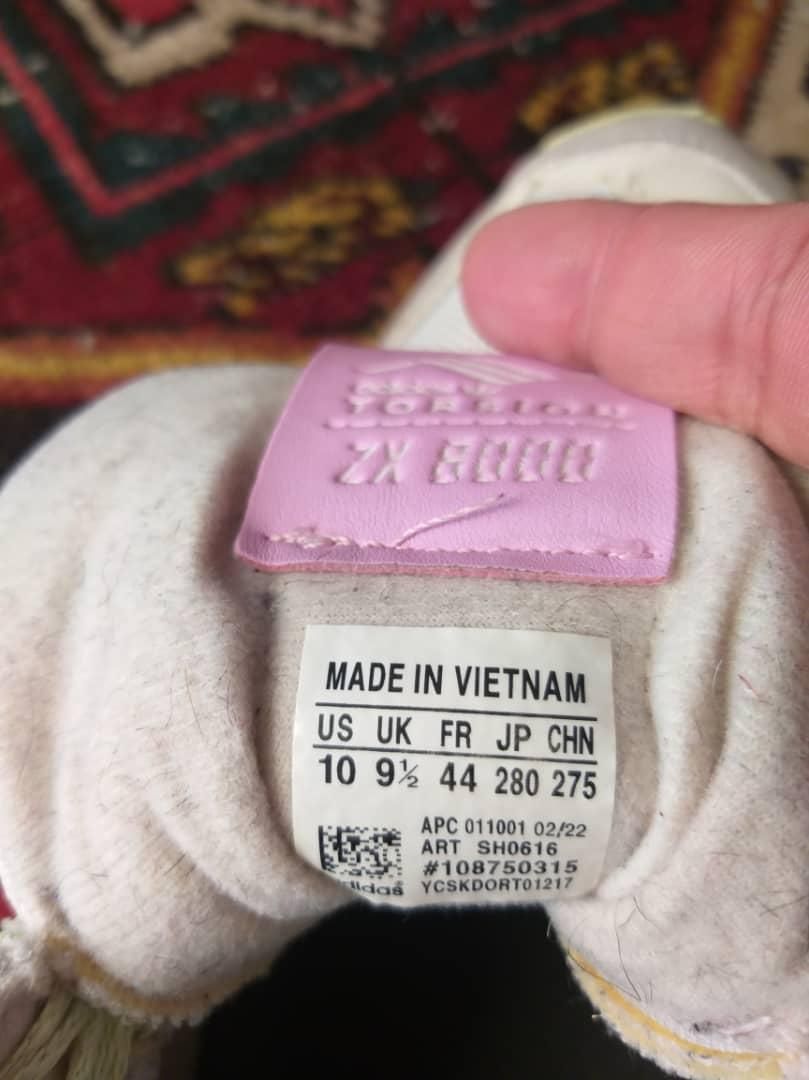 TORSION
ZX 8000
MADE IN VIETNAM
US UK FR JP CHN
10 9½ 44 280 275
APC 011001 02/22
ART SH0616
#108750315
YCSKDORT01217
adidas®